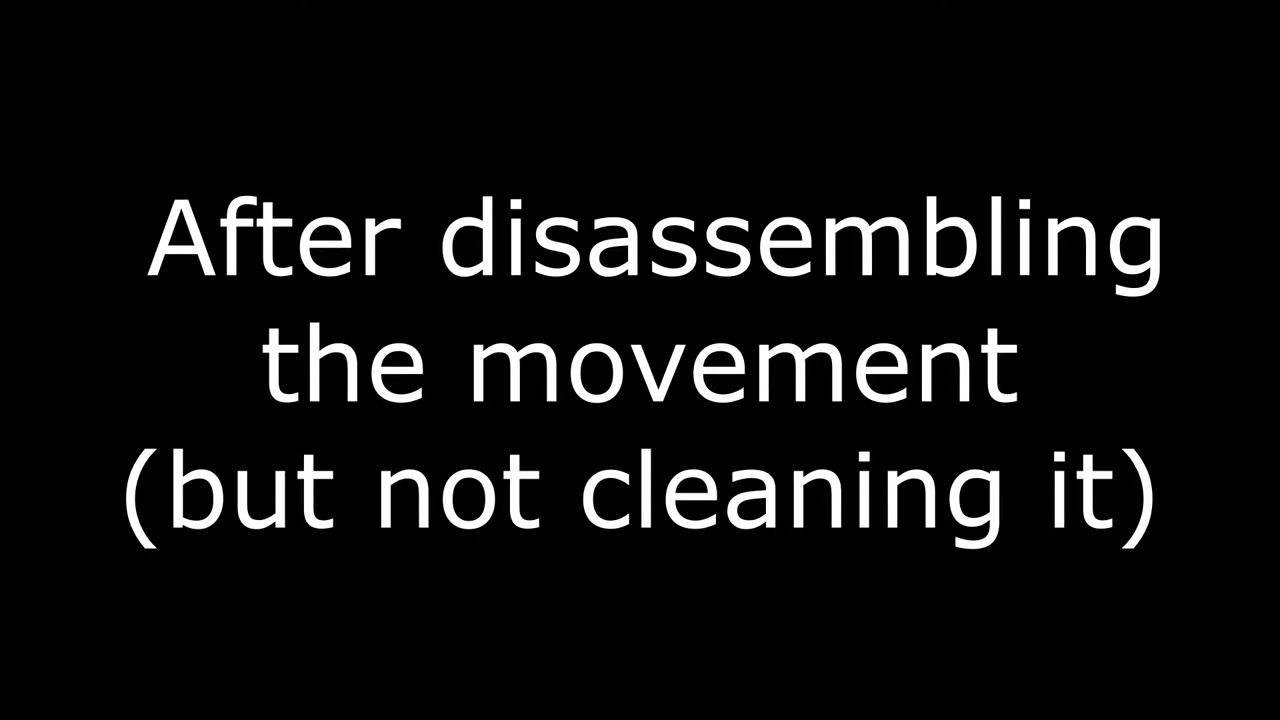 After disassembling
the movement
(but not cleaning it)